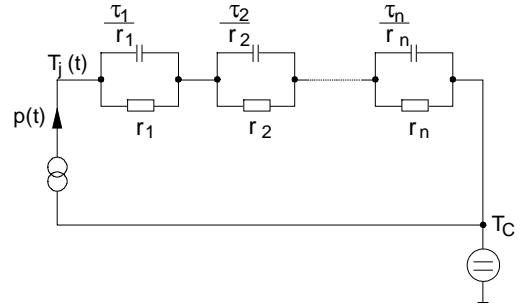 τ1 τ2 τn
r1 r2 rn
Tj (t)
r1 r2 rn
p(t)
TC